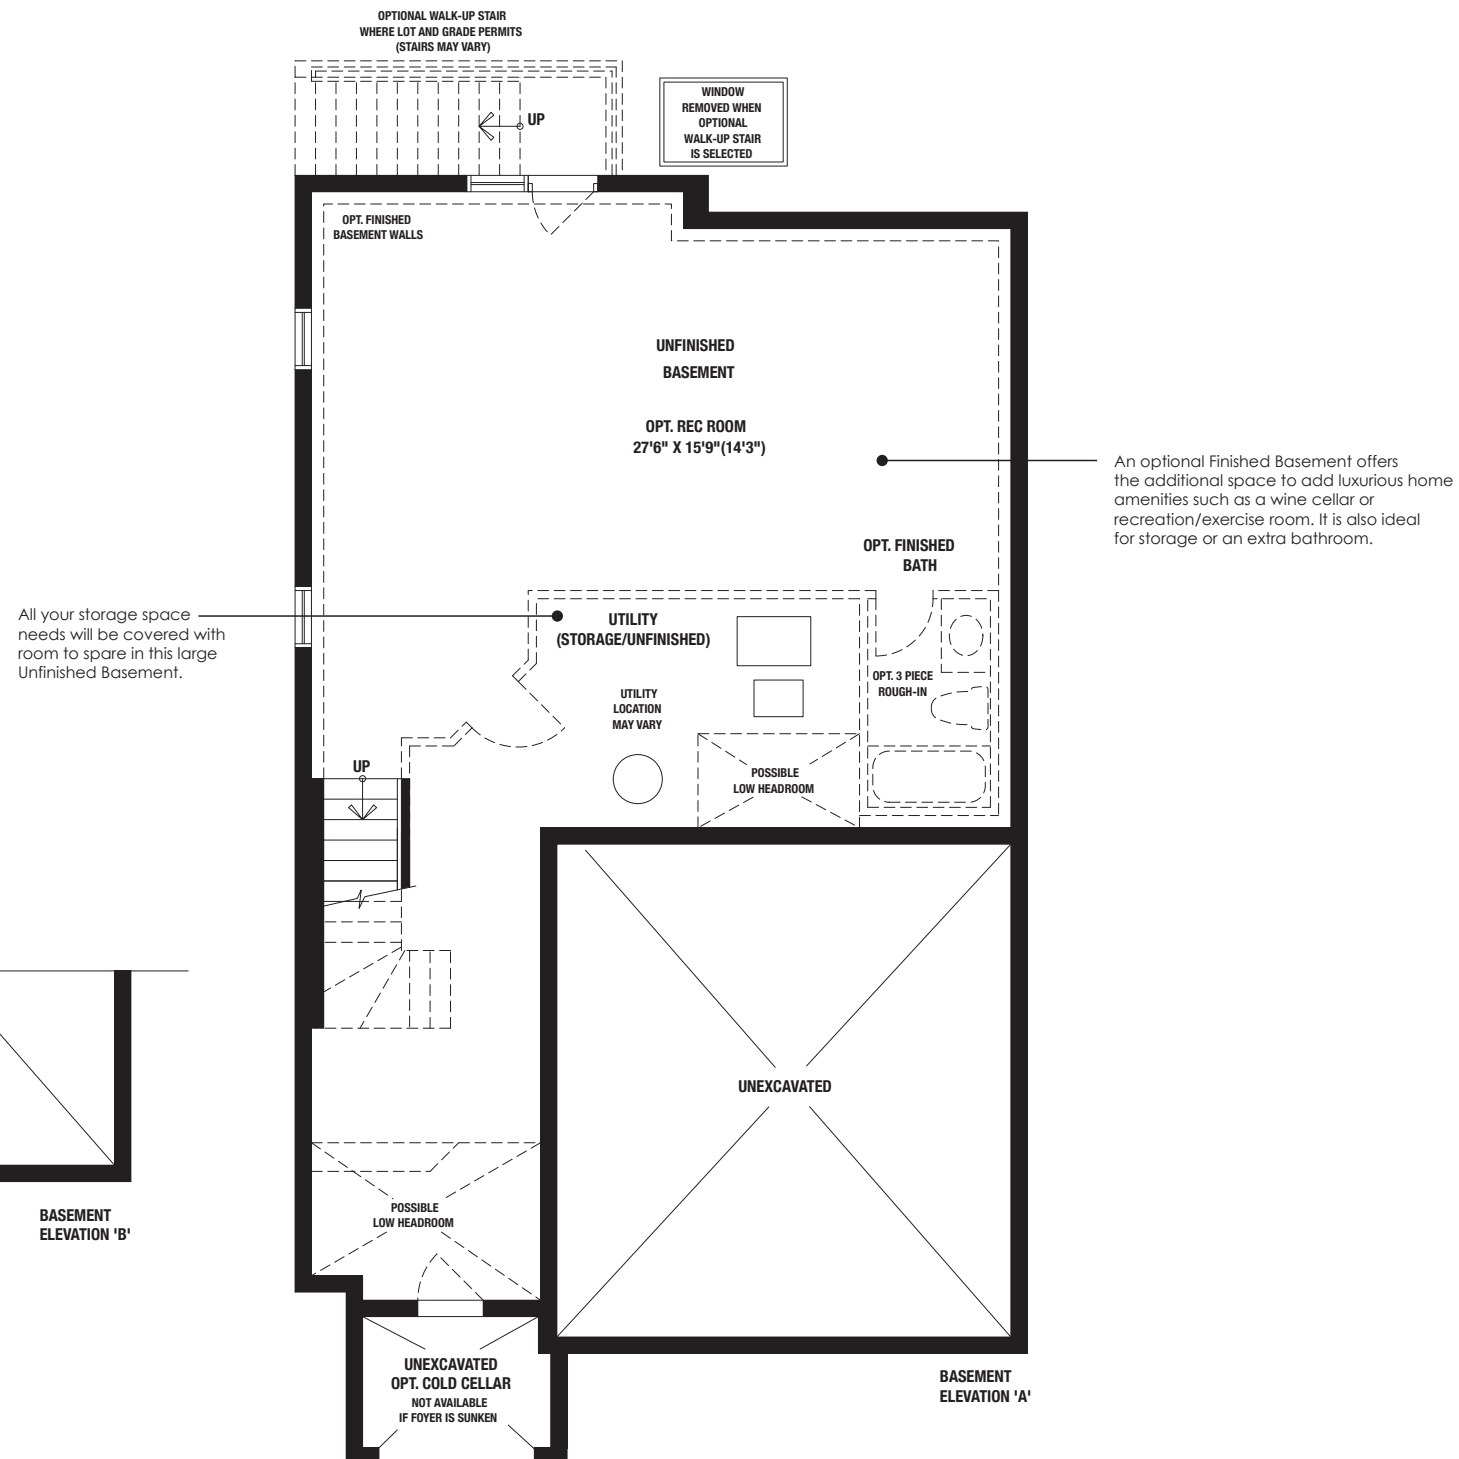 OPTIONAL WALK-UP STAIR
WHERE LOT AND GRADE PERMITS
(STAIRS MAY VARY)
WINDOW
REMOVED WHEN
OPTIONAL
WALK-UP STAIR
IS SELECTED
UP
OPT. FINISHED
BASEMENT WALLS
UNFINISHED
BASEMENT
OPT. REC ROOM
27'6" X 15'9"(14'3")
An optional Finished Basement offers
the additional space to add luxurious home
amenities such as a wine cellar or
recreation/exercise room. It is also ideal
for storage or an extra bathroom.
OPT. FINISHED
BATH
All your storage space
needs will be covered with
room to spare in this large
Unfinished Basement.
UTILITY
(STORAGE/UNFINISHED)
OPT. 3 PIECE
ROUGH-IN
UTILITY
LOCATION
MAY VARY
UP
POSSIBLE
LOW HEADROOM
UNEXCAVATED
POSSIBLE
LOW HEADROOM
BASEMENT
ELEVATION 'B'
UNEXCAVATED
OPT. COLD CELLAR
NOT AVAILABLE
IF FOYER IS SUNKEN
BASEMENT
ELEVATION 'A'